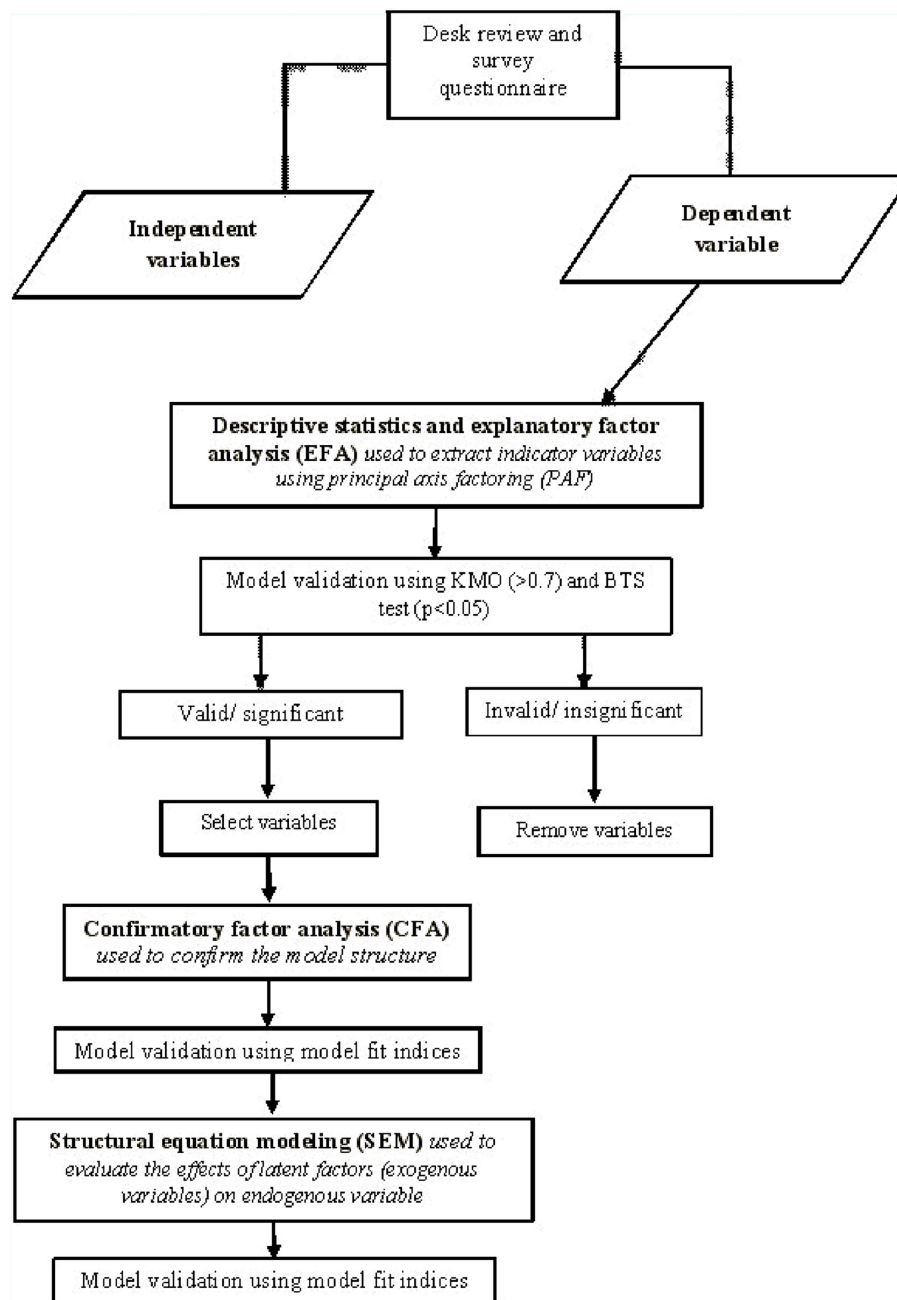 Desk review and
survey
questionnaire
Independent
variables
Dependent
variable
Descriptive statistics and explanatory factor
analysis (EFA) used to extract indicator variables
using principal axis factoring (PAF)
Model validation using KMO (>0.7) and BTS
test (p<0.05)
Valid/ significant
Invalid/ insignificant
Select variables
Remove variables
Confirmatory factor analysis (CFA)
used to confirm the model structure
Model validation using model fit indices
Structural equation modeling (SEM) used to
evaluate the effects of latent factors (exogenous
variables) on endogenous variable
Model validation using model fit indices